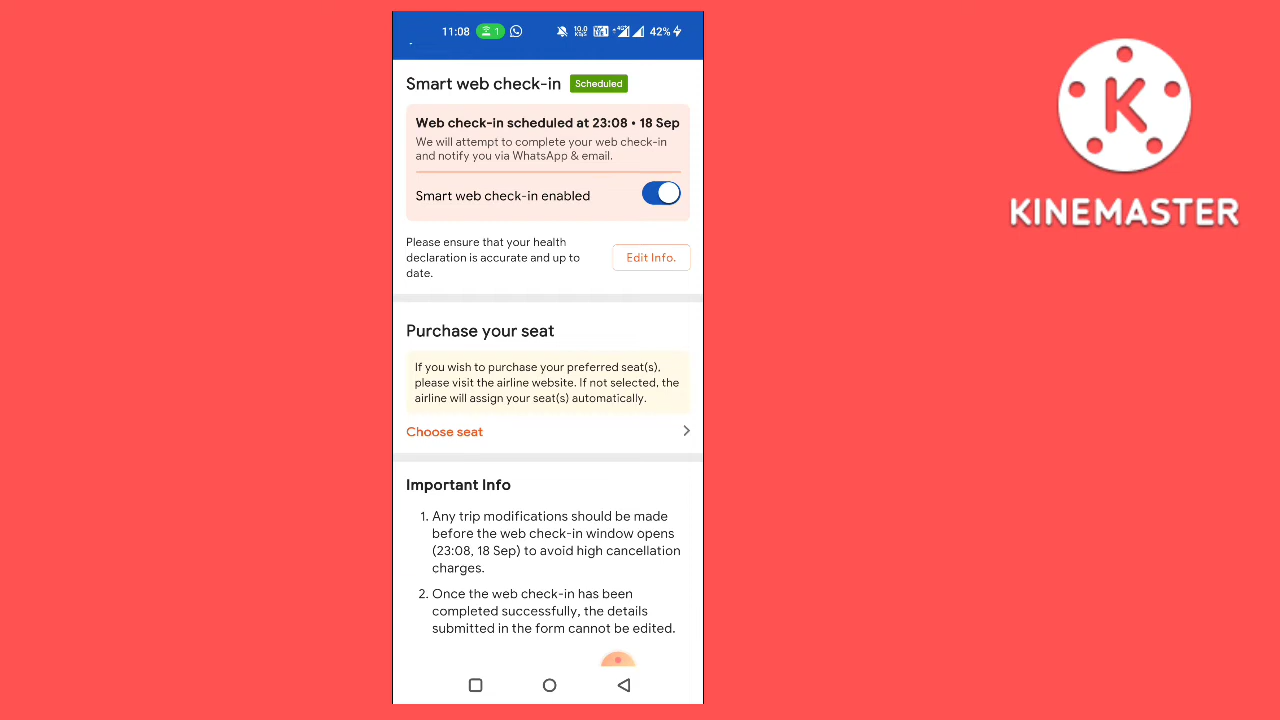 11:08 1 42%
Smart web check-in Scheduled
Web check-in scheduled at 23:08 • 18 Sep
We will attempt to complete your web check-in
and notify you via WhatsApp & email.
Smart web check-in enabled
Please ensure that your health
declaration is accurate and up to
date.
Edit Info.
Purchase your seat
If you wish to purchase your preferred seat(s),
please visit the airline website. If not selected, the
airline will assign your seat(s) automatically.
Choose seat
Important Info
1. Any trip modifications should be made
before the web check-in window opens
(23:08, 18 Sep) to avoid high cancellation
charges.
2. Once the web check-in has been
completed successfully, the details
submitted in the form cannot be edited.
K
KINEMASTER